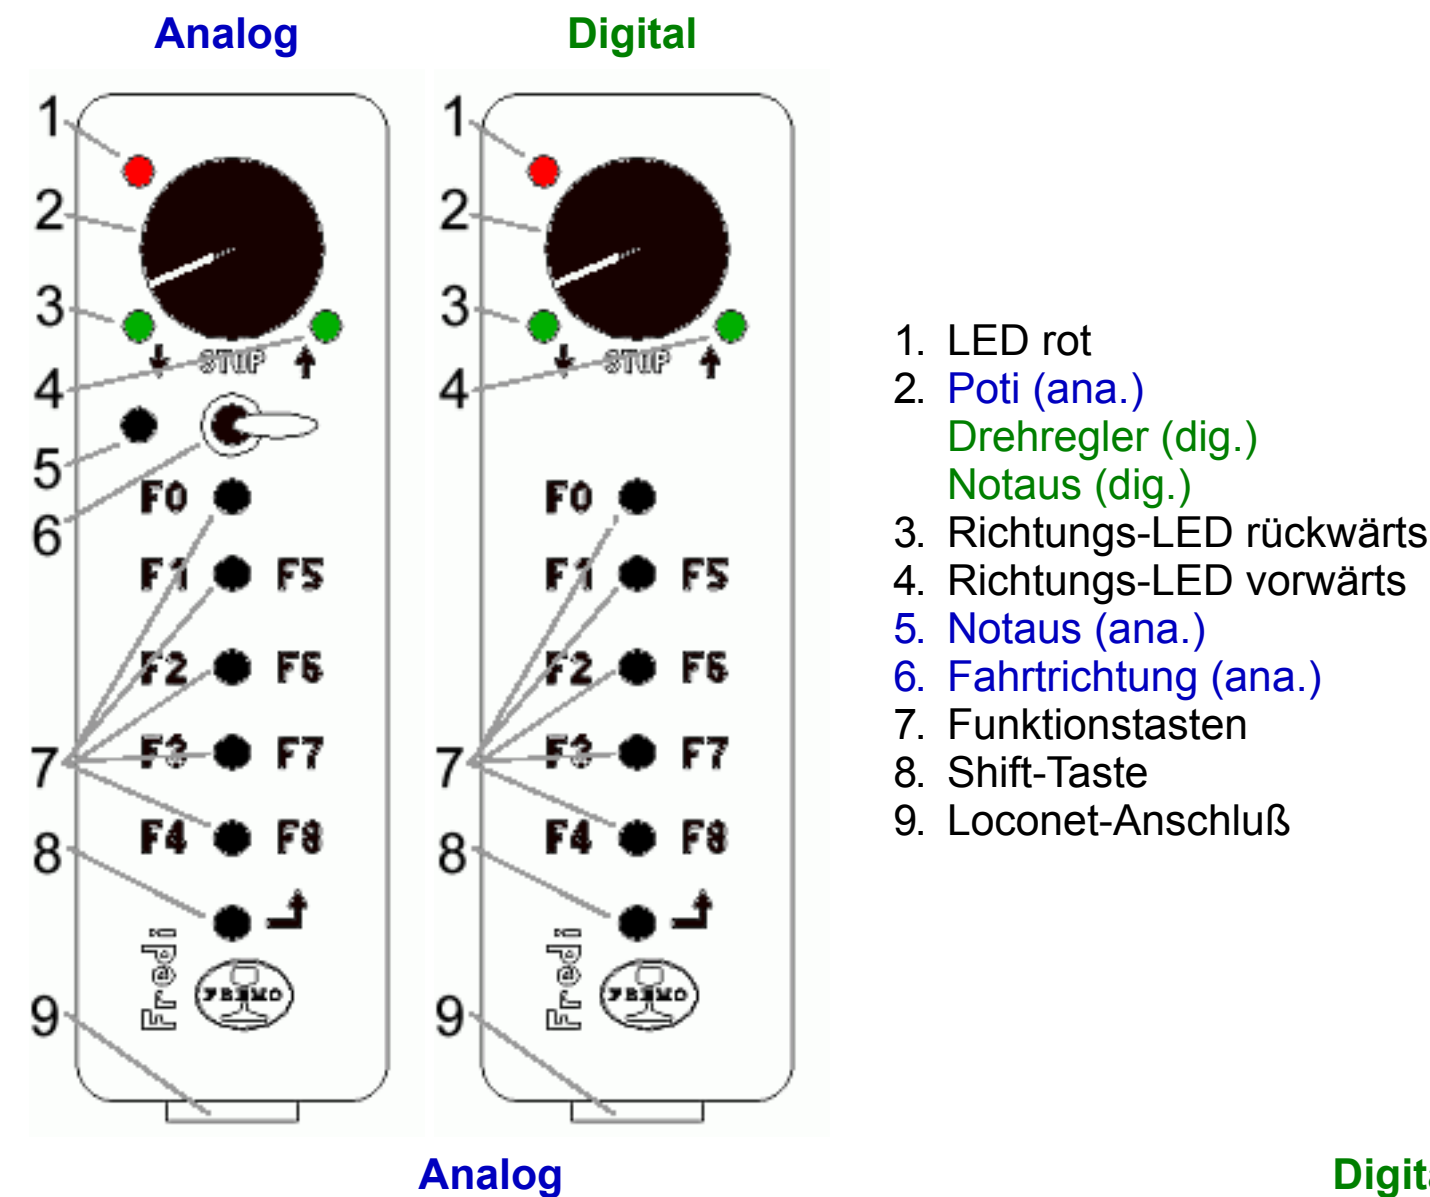 Analog Digital
1 1
2 2
3 3
STOP STOP
4 4
5
F0 F0
6
F1 F5 F1 F5
F2 F6 F2 F6
7 F3 F7 7 F3 F7
F4 F8 F4 F8
8 8
Fredi Fredi
FREMO FREMO
9 9
1. LED rot
2. Poti (ana.)
Drehregler (dig.)
Notaus (dig.)
3. Richtungs-LED rückwärts
4. Richtungs-LED vorwärts
5. Notaus (ana.)
6. Fahrtrichtung (ana.)
7. Funktionstasten
8. Shift-Taste
9. Loconet-Anschluß
Analog Digita